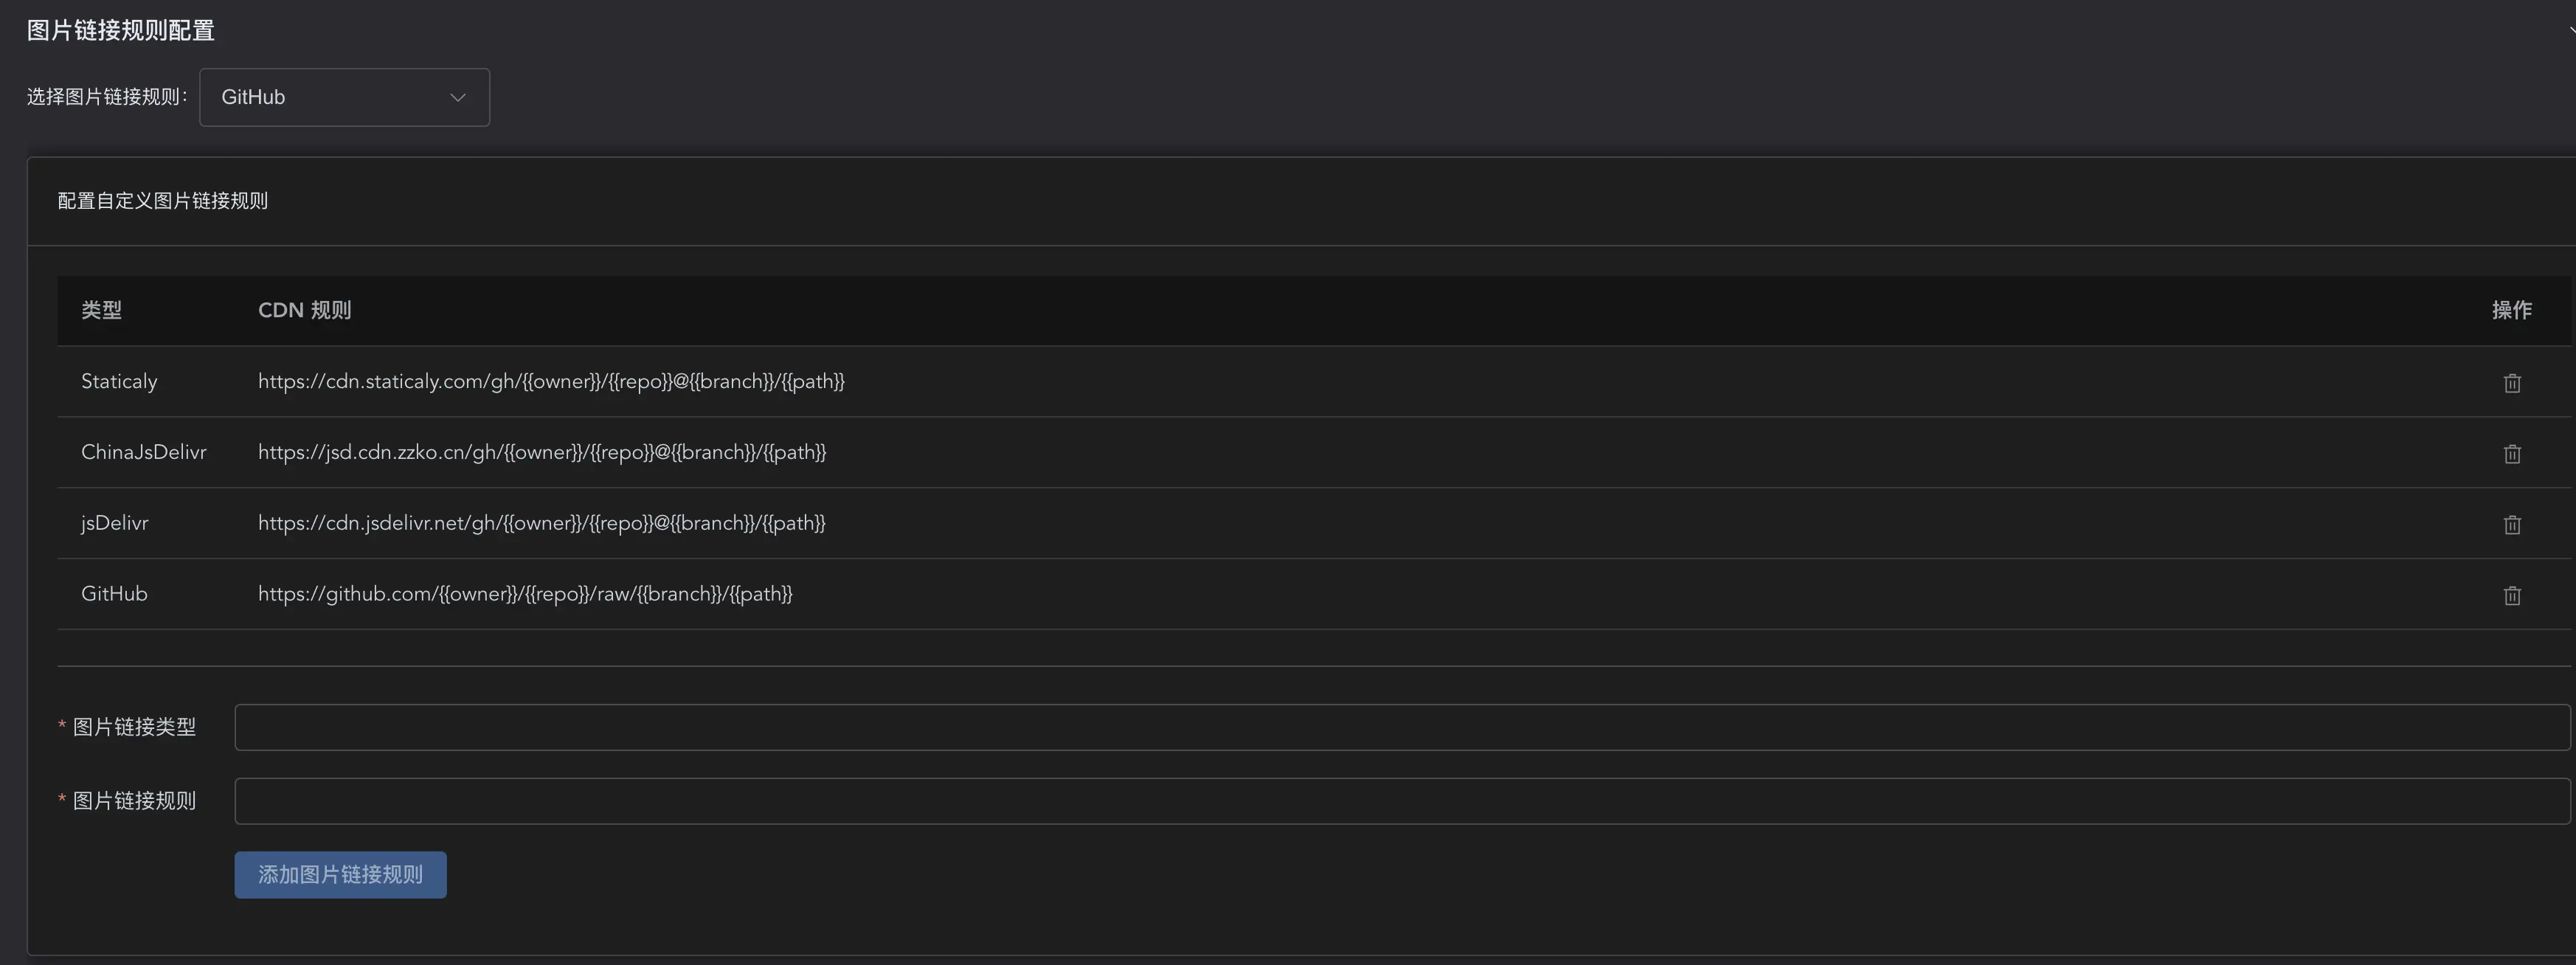 图片链接规则配置
选择图片链接规则: GitHub
配置自定义图片链接规则
类型 CDN 规则 操作
Staticaly https://cdn.staticaly.com/gh/{{owner}}/{{repo}}@{{branch}}/{{path}}
ChinaJsDelivr https://jsd.cdn.zzko.cn/gh/{{owner}}/{{repo}}@{{branch}}/{{path}}
jsDelivr https://cdn.jsdelivr.net/gh/{{owner}}/{{repo}}@{{branch}}/{{path}}
GitHub https://github.com/{{owner}}/{{repo}}/raw/{{branch}}/{{path}}
* 图片链接类型
* 图片链接规则
添加图片链接规则